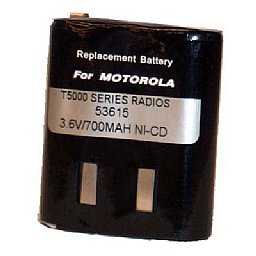 Replacement Battery
For MOTOROLA
T5000 SERIES RADIOS
53615
3.6V/700MAH NI-CD